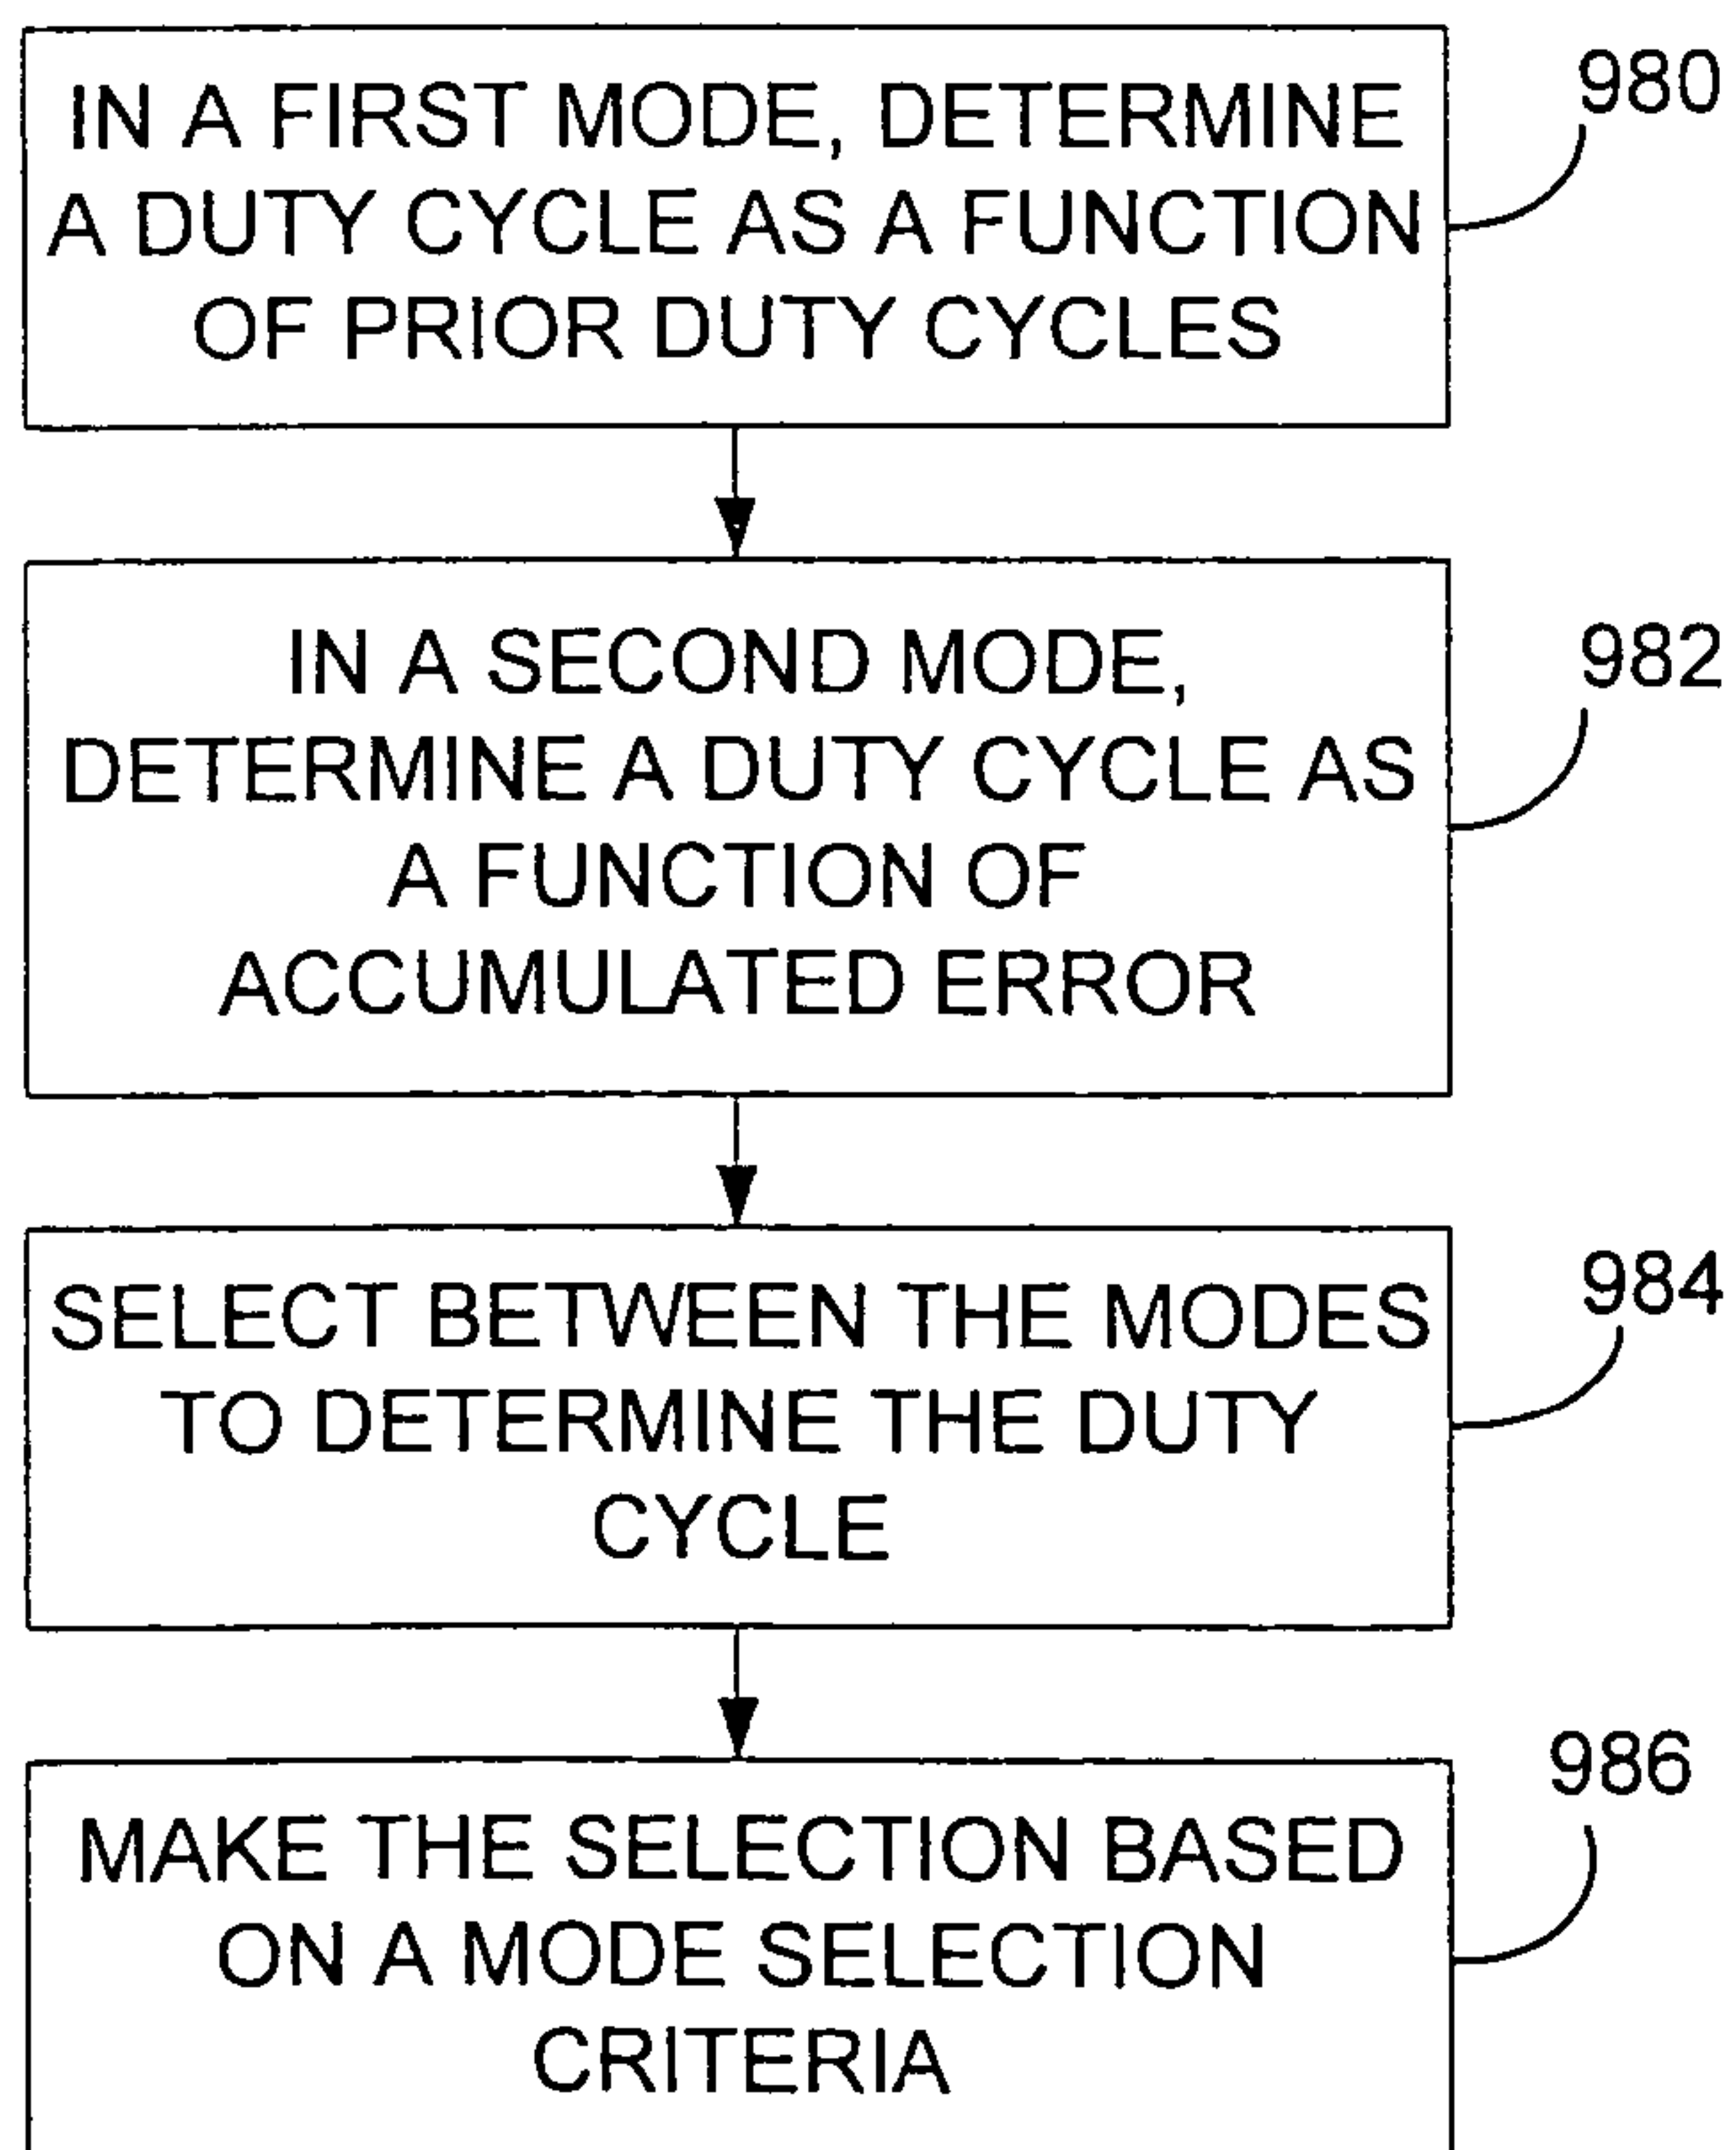 IN A FIRST MODE, DETERMINE
A DUTY CYCLE AS A FUNCTION
OF PRIOR DUTY CYCLES
980
IN A SECOND MODE,
DETERMINE A DUTY CYCLE AS
A FUNCTION OF
ACCUMULATED ERROR
982
SELECT BETWEEN THE MODES
TO DETERMINE THE DUTY
CYCLE
984
MAKE THE SELECTION BASED
ON A MODE SELECTION
CRITERIA
986